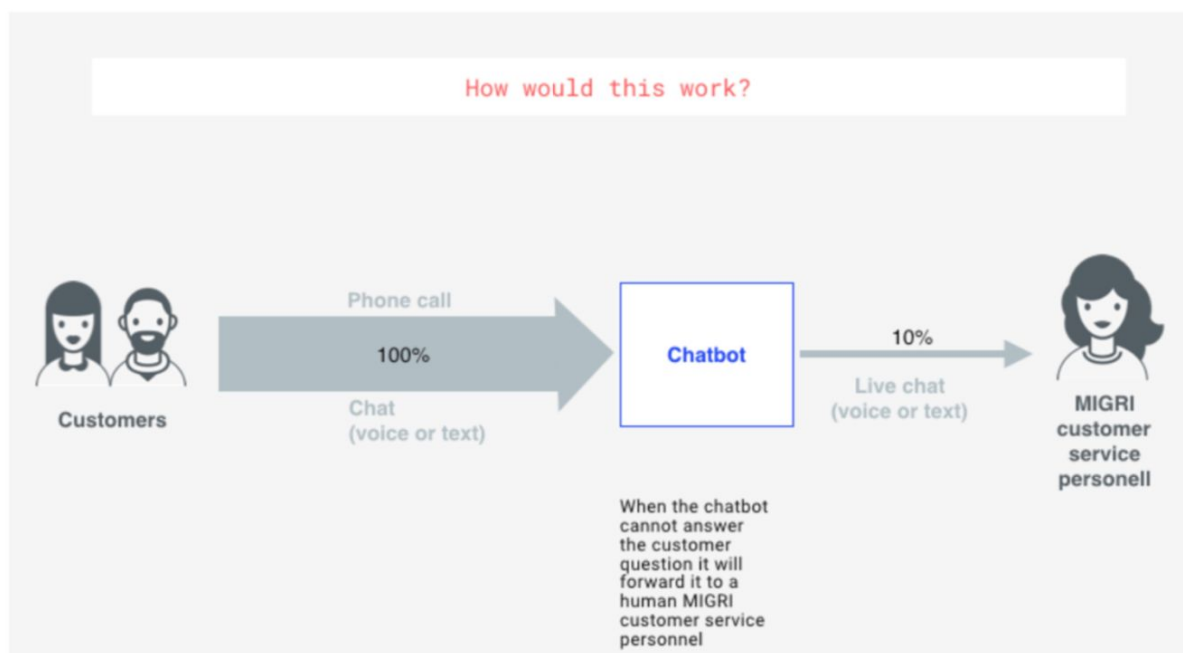 How would this work?
Phone call
100%
Chat
(voice or text)
Customers
Chatbot
10%
Live chat
(voice or text)
MIGRI
customer
service
personell
When the chatbot
cannot answer
the customer
question it will
forward it to a
human MIGRI
customer service
personnel